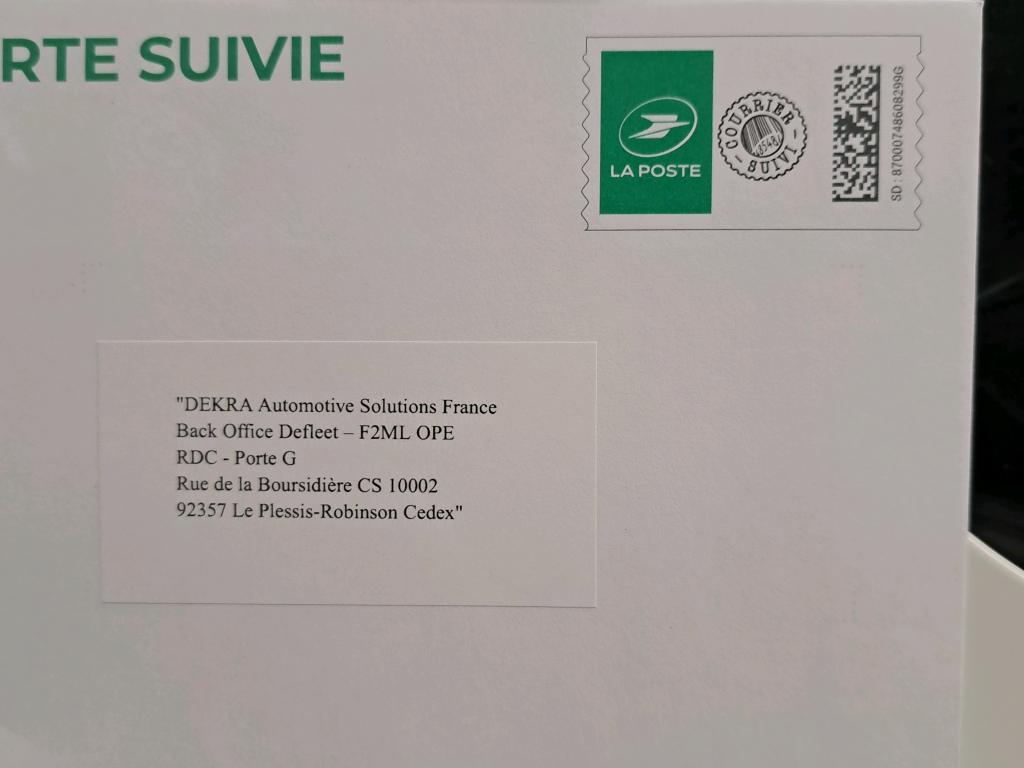 RTE SUIVIE
LA POSTE
COURRIER
SUIVI
SD : 87000748608299G
"DEKRA Automotive Solutions France
Back Office Defleet – F2ML OPE
RDC - Porte G
Rue de la Boursidière CS 10002
92357 Le Plessis-Robinson Cedex"